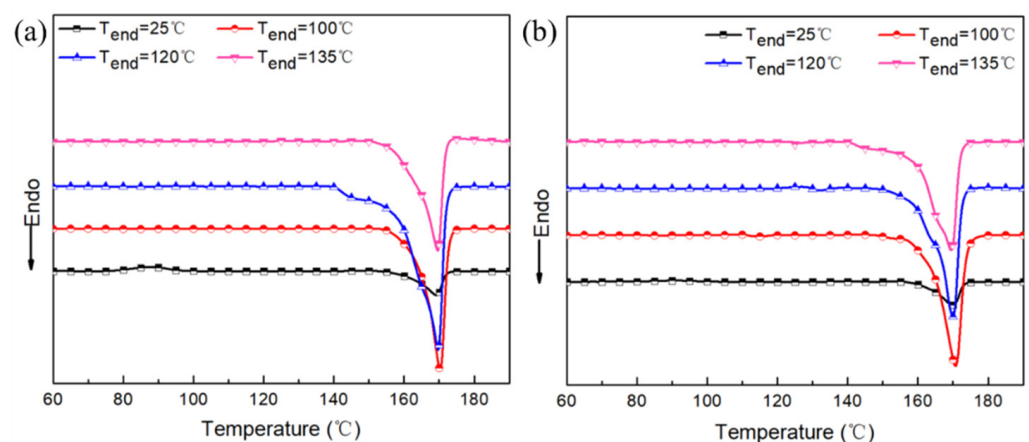 (a)
T_end=25℃ T_end=100℃
T_end=120℃ T_end=135℃
Endo
60 80 100 120 140 160 180
Temperature (℃)
(b)
T_end=25℃ T_end=100℃
T_end=120℃ T_end=135℃
Endo
60 80 100 120 140 160 180
Temperature (℃)